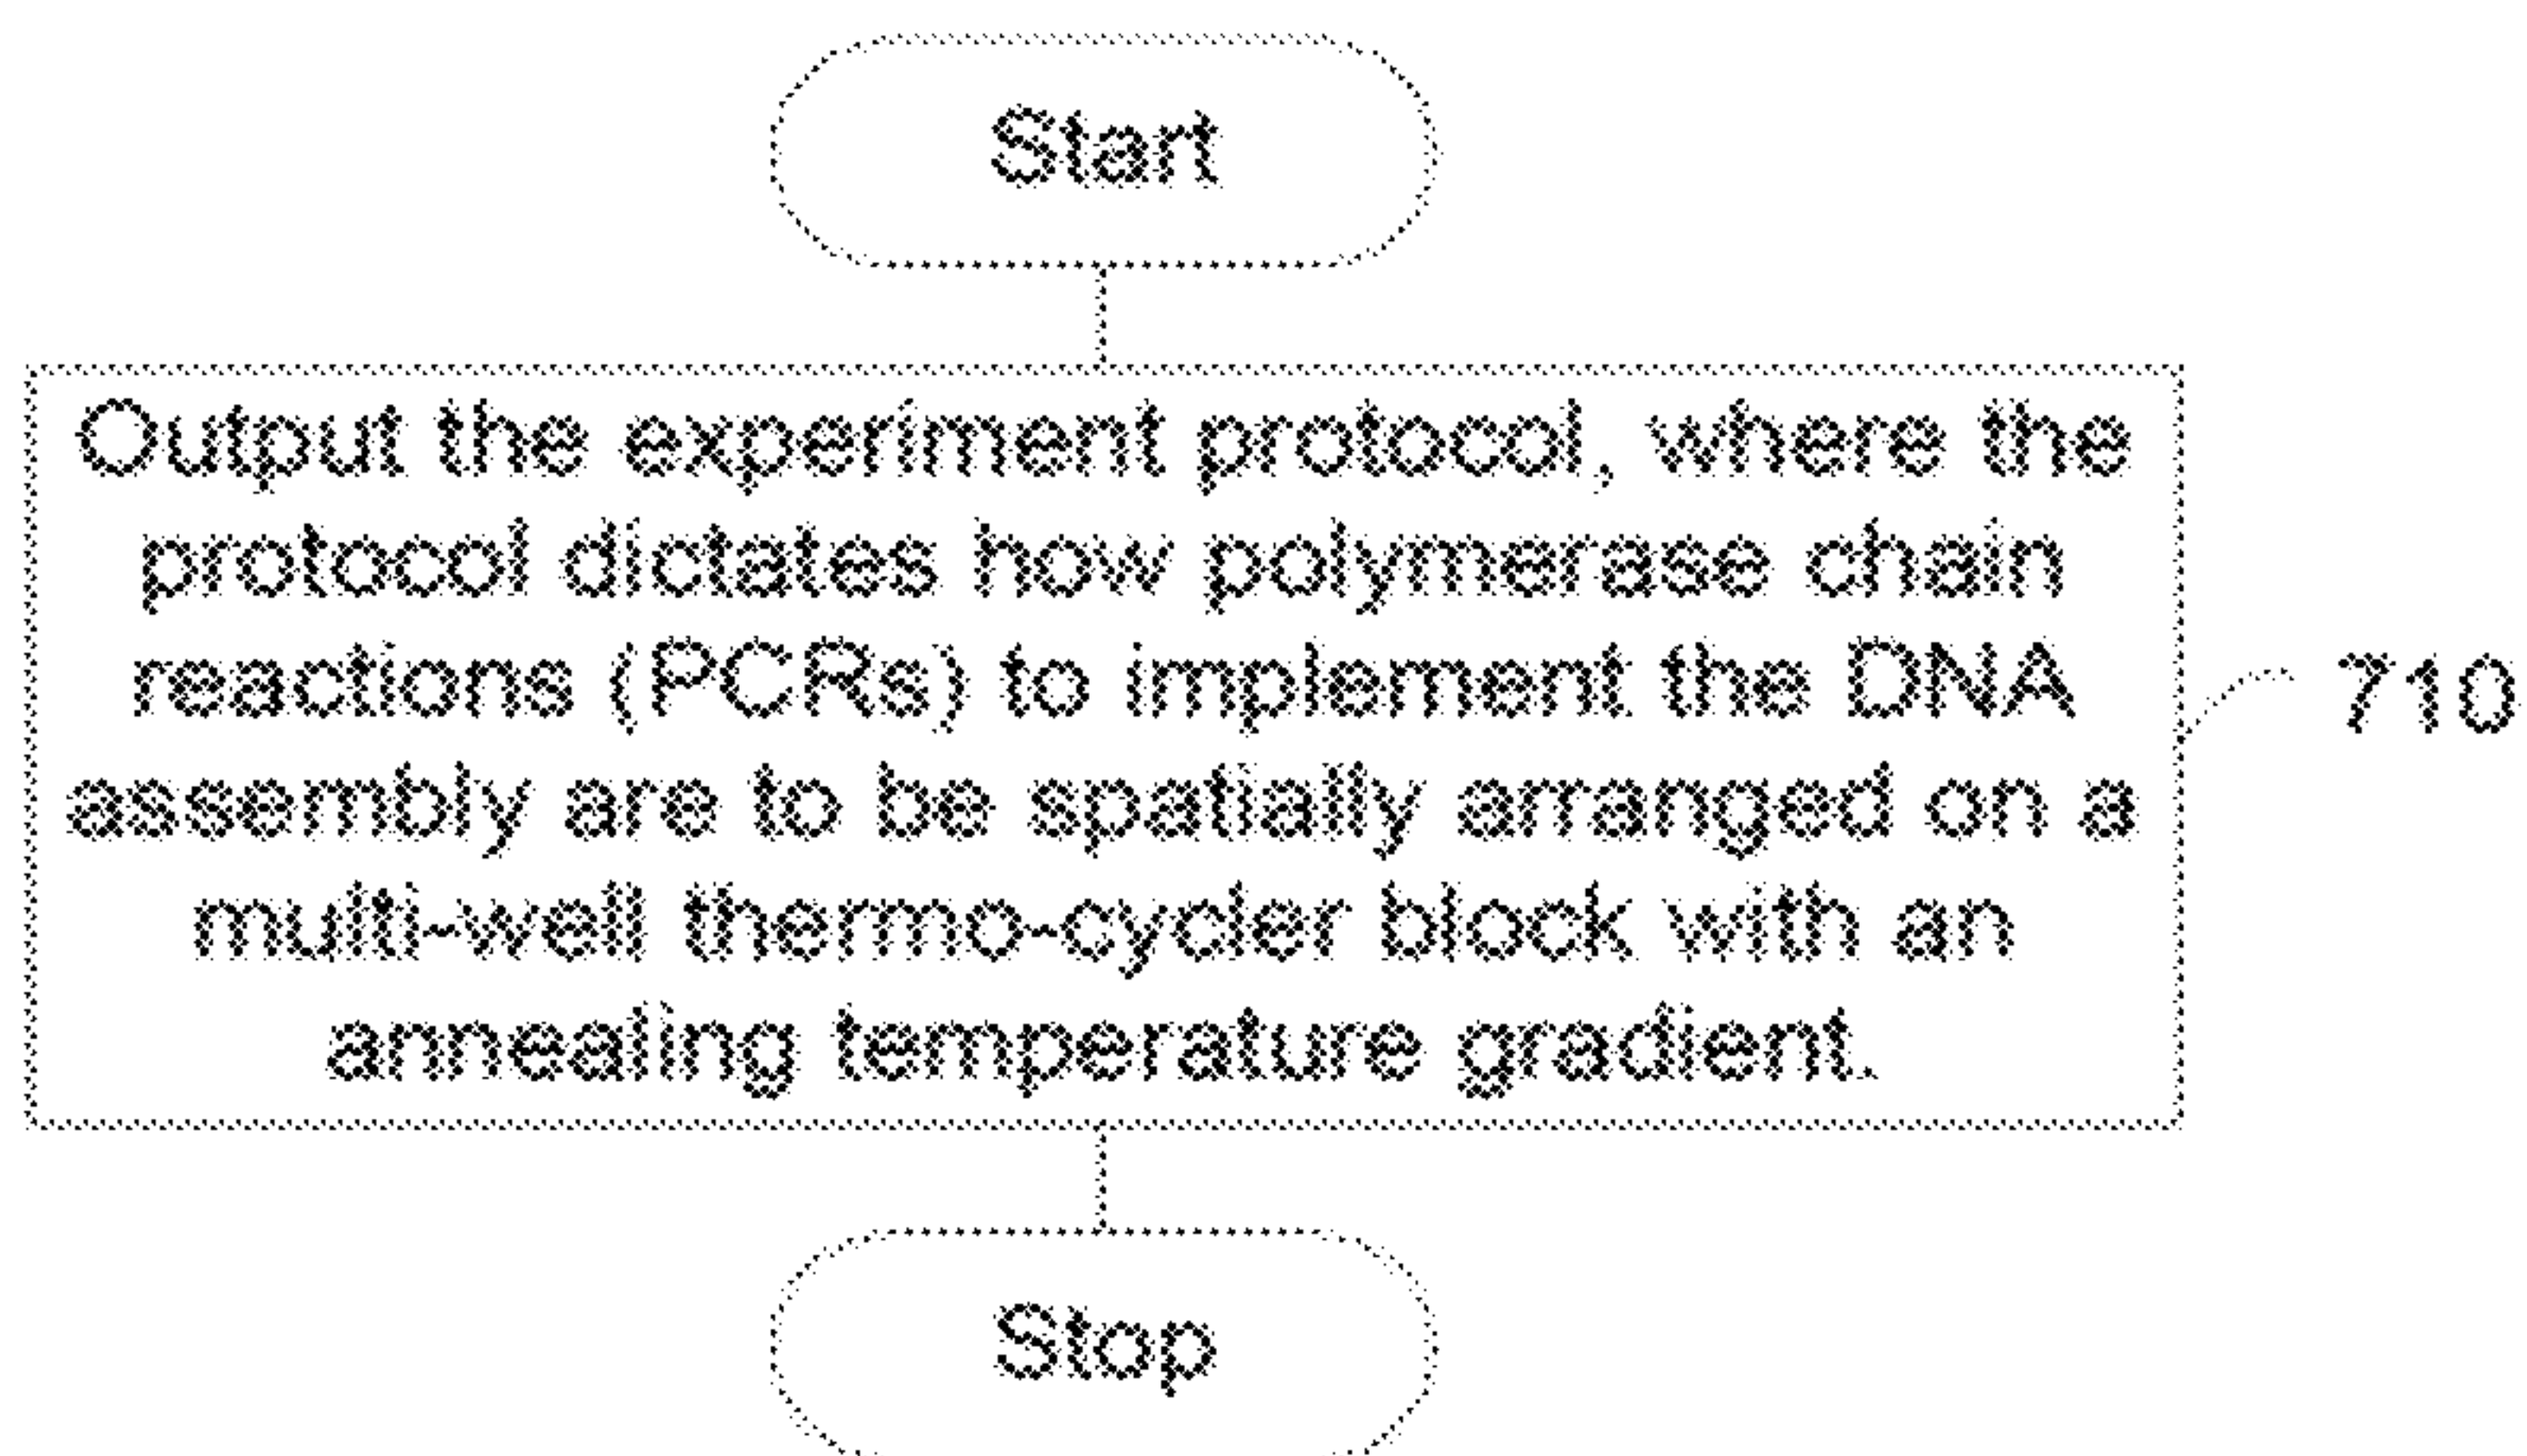 Start
Output the experiment protocol, where the
protocol dictates how polymerase chain
reactions (PCRs) to implement the DNA
assembly are to be spatially arranged on a
multi-well thermo-cycler block with an
annealing temperature gradient.
710
Stop